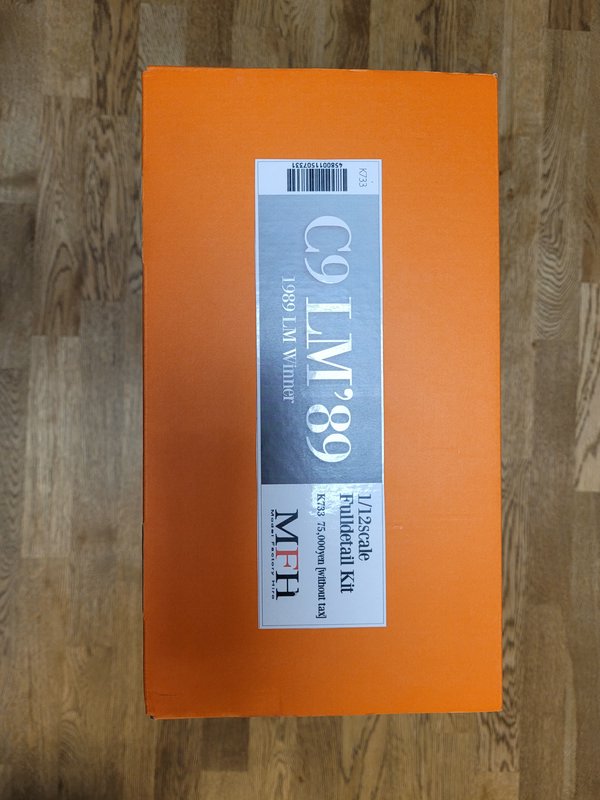 4580011507331
K733
C9 LM'89
1989 LM Winner
1/12scale
Fulldetail Kit
K733 75,000yen [without tax]
MFH
Model Factory Hiro